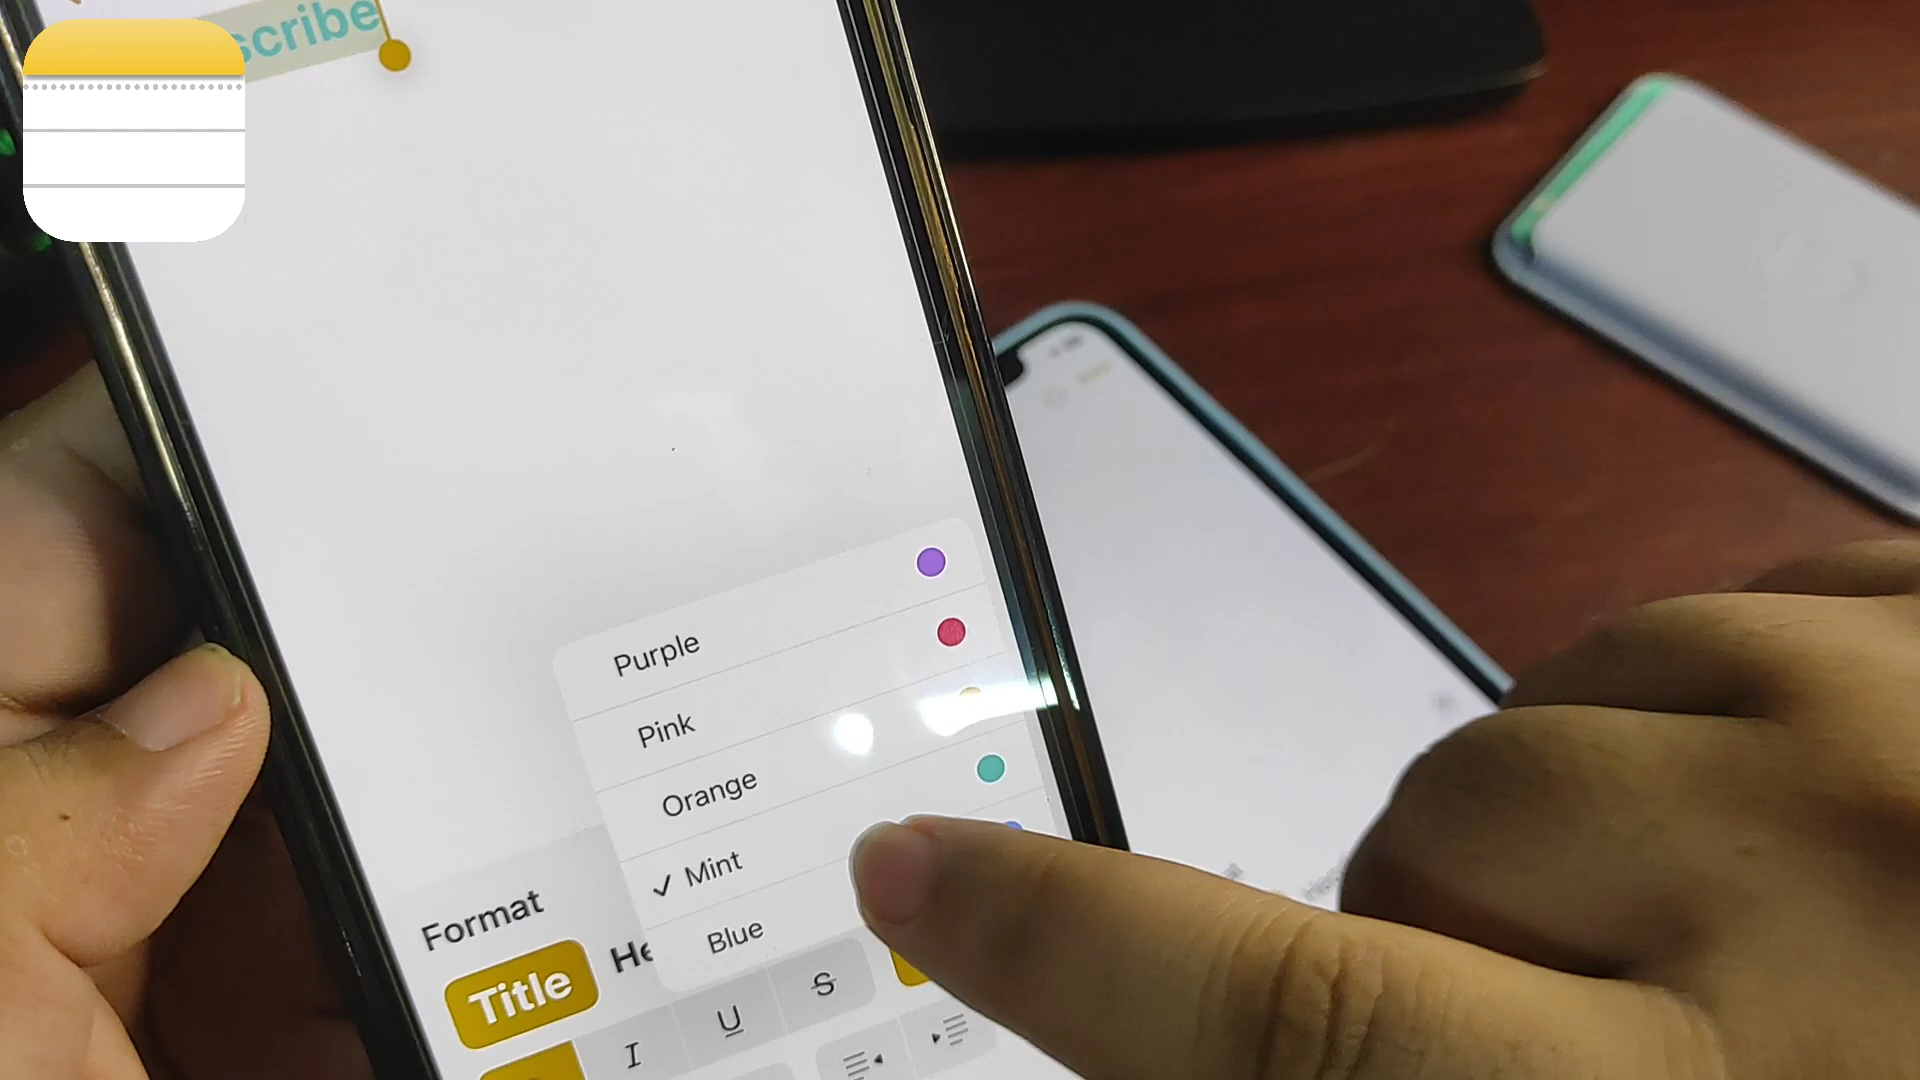 scribe
Purple
Pink
Orange
✓ Mint
Blue
Format
Title He
I U S